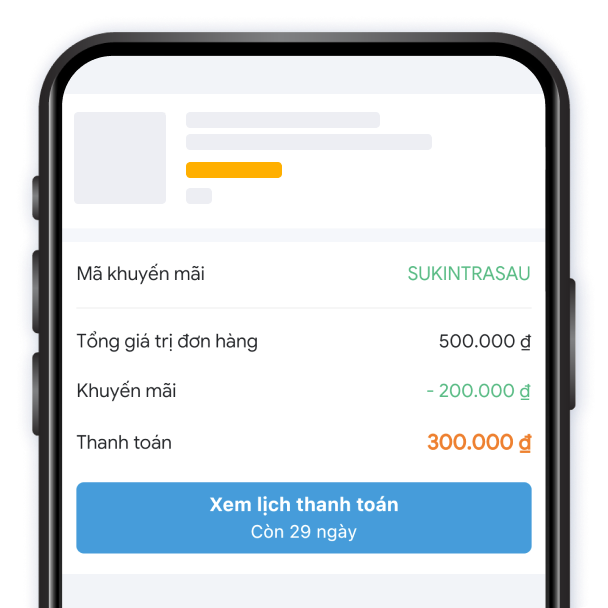 Mã khuyến mãi SUKINTRASAU
Tổng giá trị đơn hàng 500.000 ₫
Khuyến mãi - 200.000 ₫
Thanh toán 300.000 ₫
Xem lịch thanh toán
Còn 29 ngày